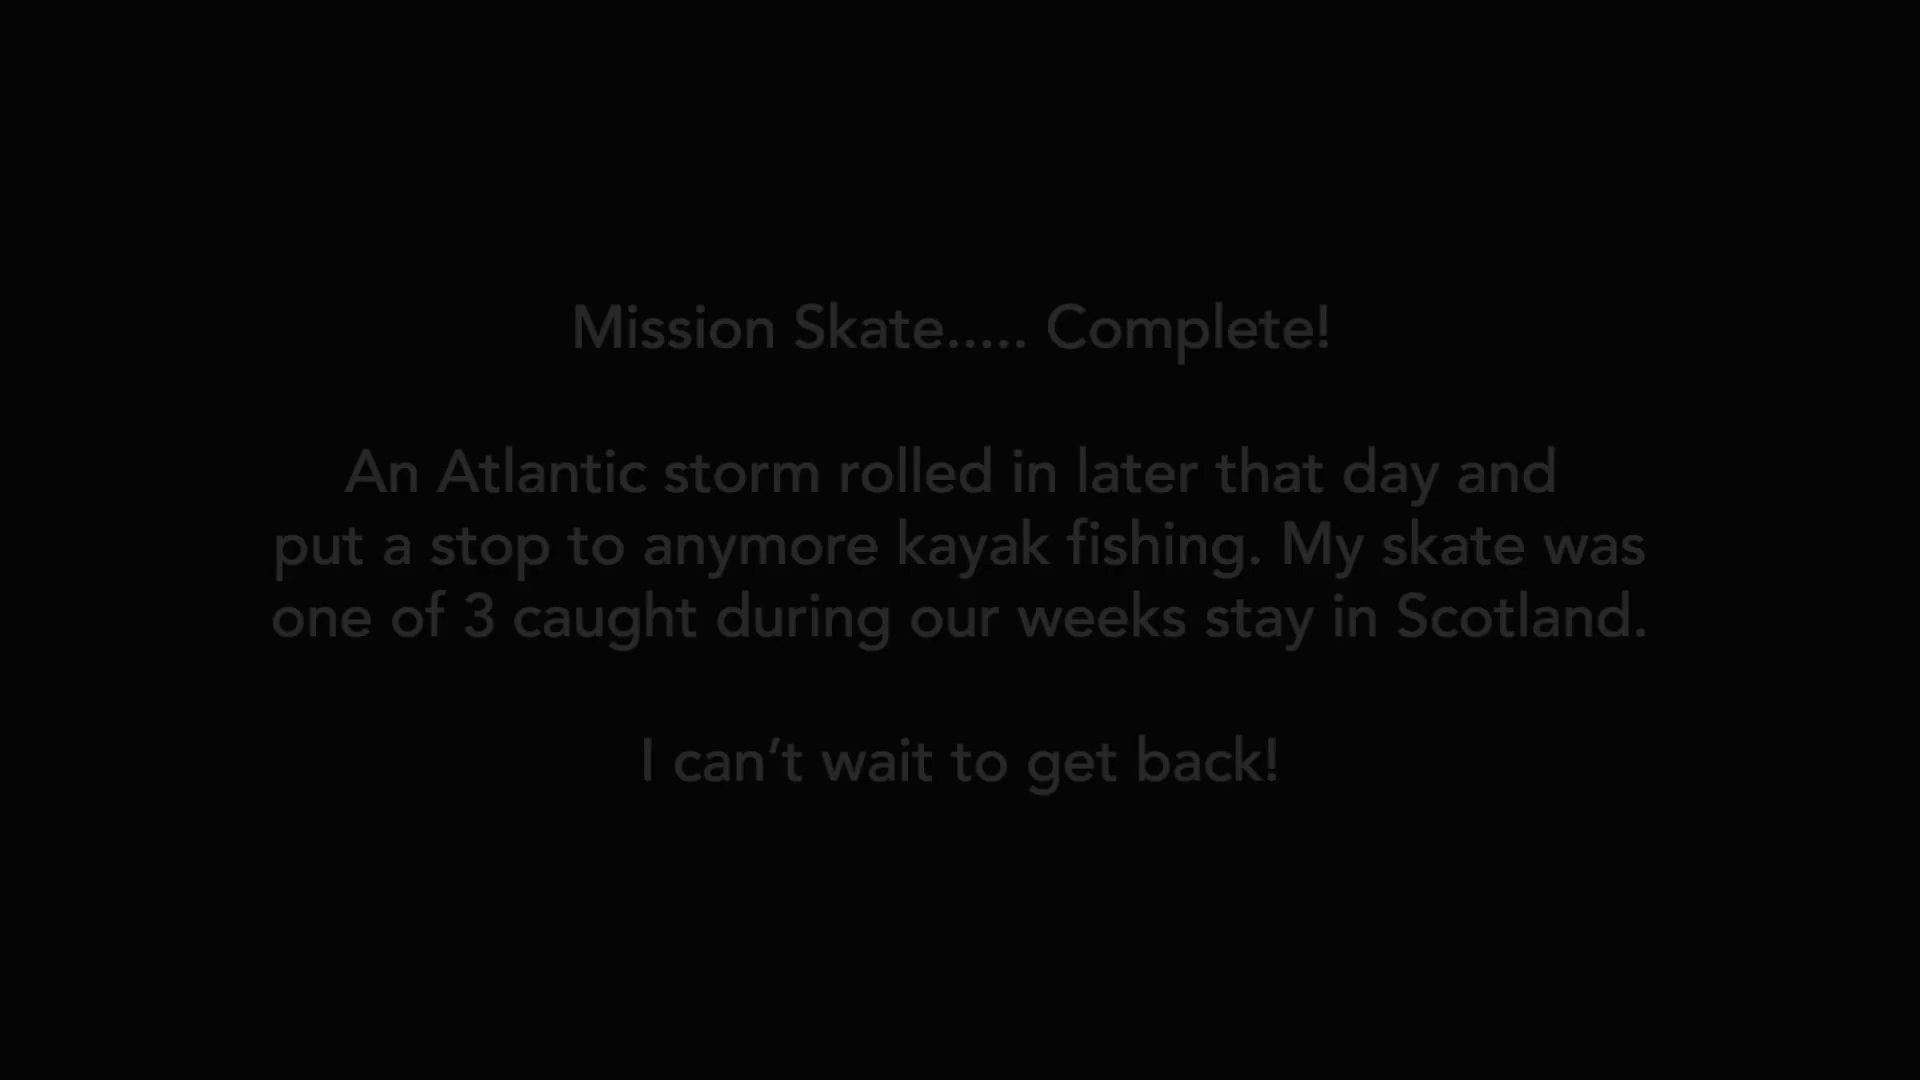 Mission Skate..... Complete!
An Atlantic storm rolled in later that day and
put a stop to anymore kayak fishing. My skate was
one of 3 caught during our weeks stay in Scotland.
I can’t wait to get back!